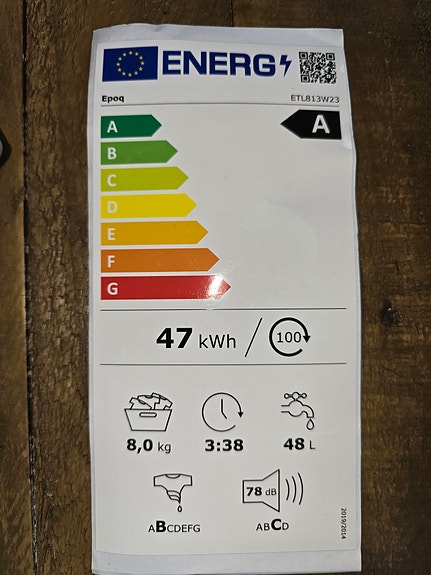 ENERG
Epoq ETL813W23
A A
B
C
D
E
F
G
47 kWh / 100
8,0 kg 3:38 48 L
78 dB
ABCDEFG ABCD
2019/2014